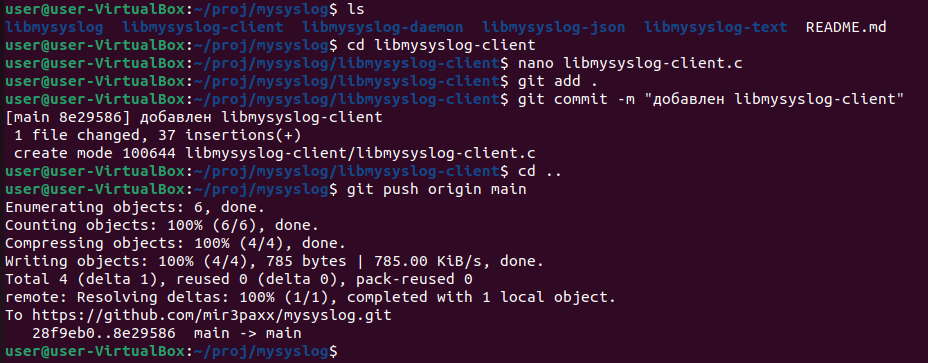 user@user-VirtualBox:~/proj/mysyslog$ ls
libmysyslog  libmysyslog-client  libmysyslog-daemon  libmysyslog-json  libmysyslog-text  README.md
user@user-VirtualBox:~/proj/mysyslog$ cd libmysyslog-client
user@user-VirtualBox:~/proj/mysyslog/libmysyslog-client$ nano libmysyslog-client.c
user@user-VirtualBox:~/proj/mysyslog/libmysyslog-client$ git add .
user@user-VirtualBox:~/proj/mysyslog/libmysyslog-client$ git commit -m "добавлен libmysyslog-client"
[main 8e29586] добавлен libmysyslog-client
 1 file changed, 37 insertions(+)
 create mode 100644 libmysyslog-client/libmysyslog-client.c
user@user-VirtualBox:~/proj/mysyslog/libmysyslog-client$ cd ..
user@user-VirtualBox:~/proj/mysyslog$ git push origin main
Enumerating objects: 6, done.
Counting objects: 100% (6/6), done.
Compressing objects: 100% (4/4), done.
Writing objects: 100% (4/4), 785 bytes | 785.00 KiB/s, done.
Total 4 (delta 1), reused 0 (delta 0), pack-reused 0
remote: Resolving deltas: 100% (1/1), completed with 1 local object.
To https://github.com/mir3paxx/mysyslog.git
   28f9eb0..8e29586  main -> main
user@user-VirtualBox:~/proj/mysyslog$